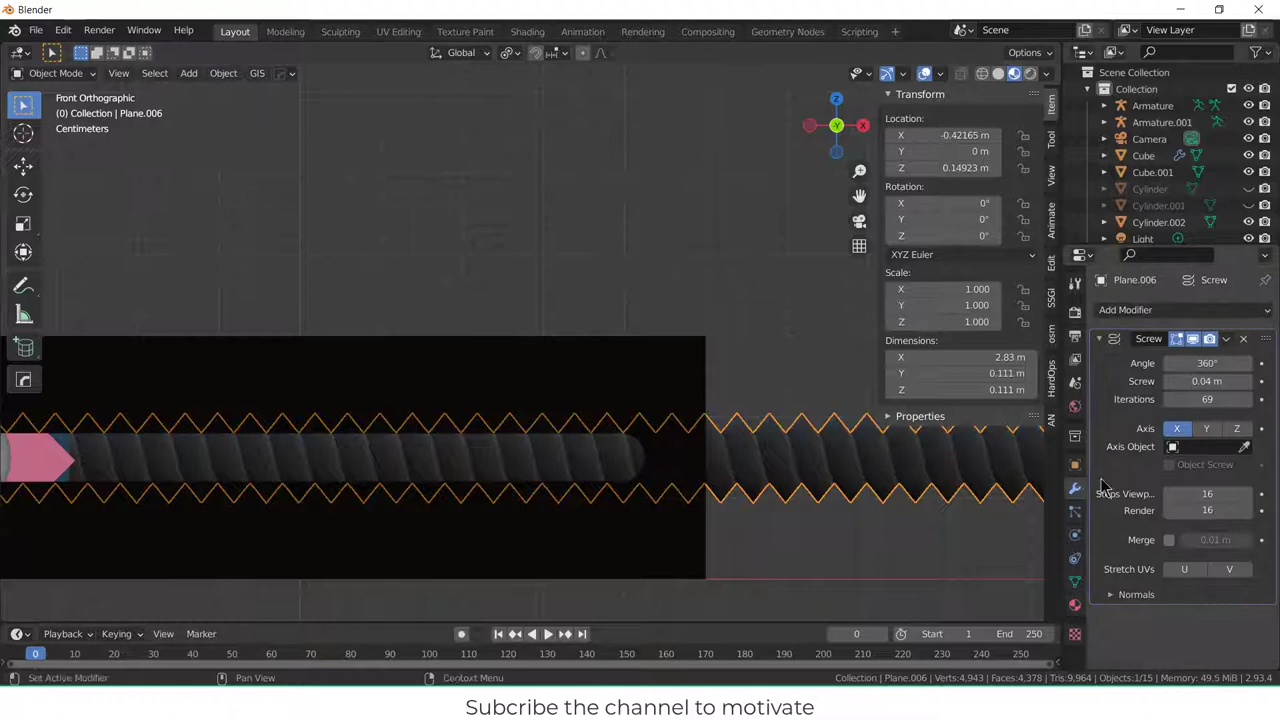 Blender
File Edit Render Window Help Layout Modeling Sculpting UV Editing Texture Paint Shading Animation Rendering Compositing Geometry Nodes Scripting + Scene View Layer
Global Options
Object Mode View Select Add Object GIS
Front Orthographic
(0) Collection | Plane.006
Centimeters
Z
-Y
X
Transform
Location:
X -0.42165 m
Y 0 m
Z 0.14923 m
Rotation:
X 0°
Y 0°
Z 0°
XYZ Euler
Scale:
X 1.000
Y 1.000
Z 1.000
Dimensions:
X 2.83 m
Y 0.111 m
Z 0.111 m
Properties
Item
Tool
View
Animate
Edit
SSGI
osm
HardOps
AN
Scene Collection
Collection
Armature
Armature.001
Camera
Cube
Cube.001
Cylinder
Cylinder.001
Cylinder.002
Light
Plane.006 Screw
Add Modifier
Screw
Angle 360°
Screw 0.04 m
Iterations 69
Axis X Y Z
Axis Object
Object Screw
Viewp... 16
Render 16
Merge 0.01 m
Stretch UVs U V
Normals
Playback Keying View Marker 0 Start 1 End 250
0 10 20 30 40 50 60 70 80 90 100 110 120 130 140 150 160 170 180 190 200 210 220 230 240 250
Set Active Modifier Pan View Context Menu Collection | Plane.006 | Verts:4,943 | Faces:4,378 | Tris:9,964 | Objects:1/15 | Memory: 49.5 MiB | 2.93.4
Subcribe the channel to motivate